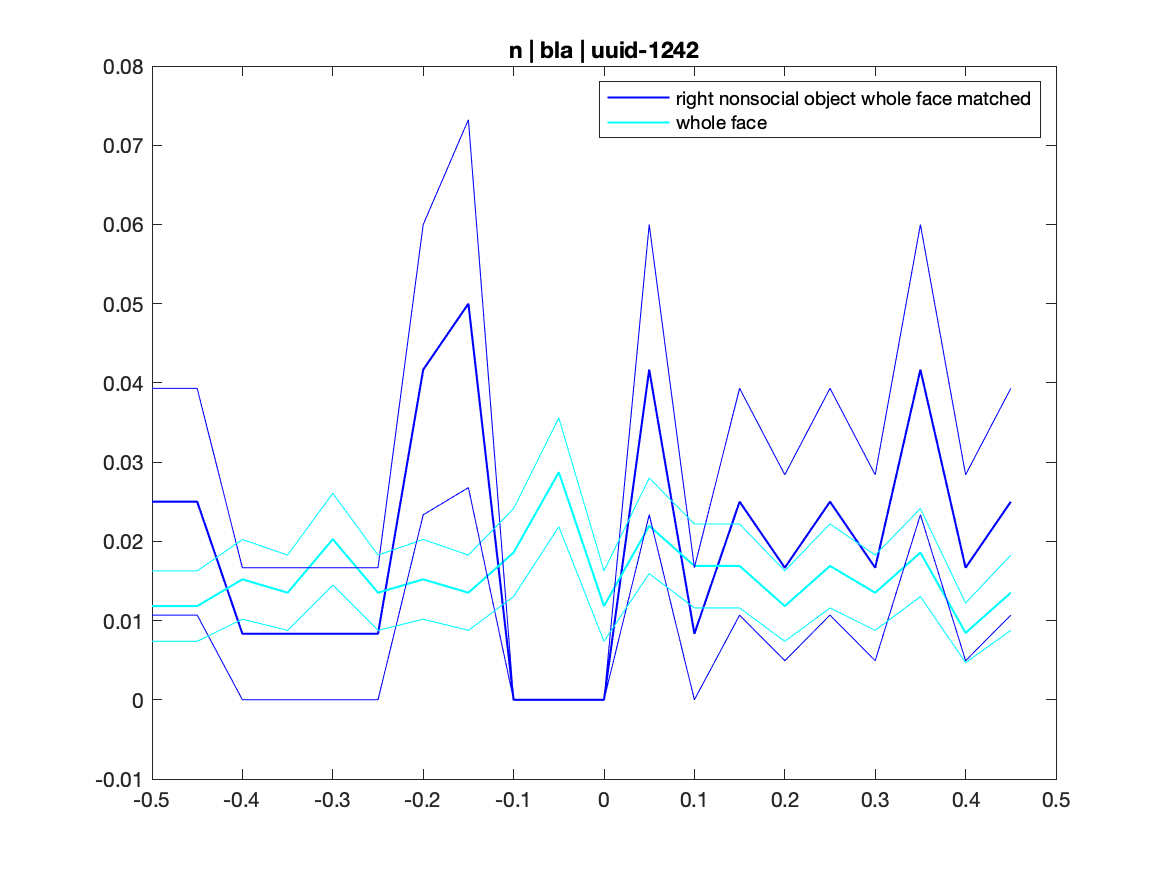 n | bla | uuid-1242
right nonsocial object whole face matched
whole face
0.08
0.07
0.06
0.05
0.04
0.03
0.02
0.01
0
-0.01
-0.5 -0.4 -0.3 -0.2 -0.1 0 0.1 0.2 0.3 0.4 0.5